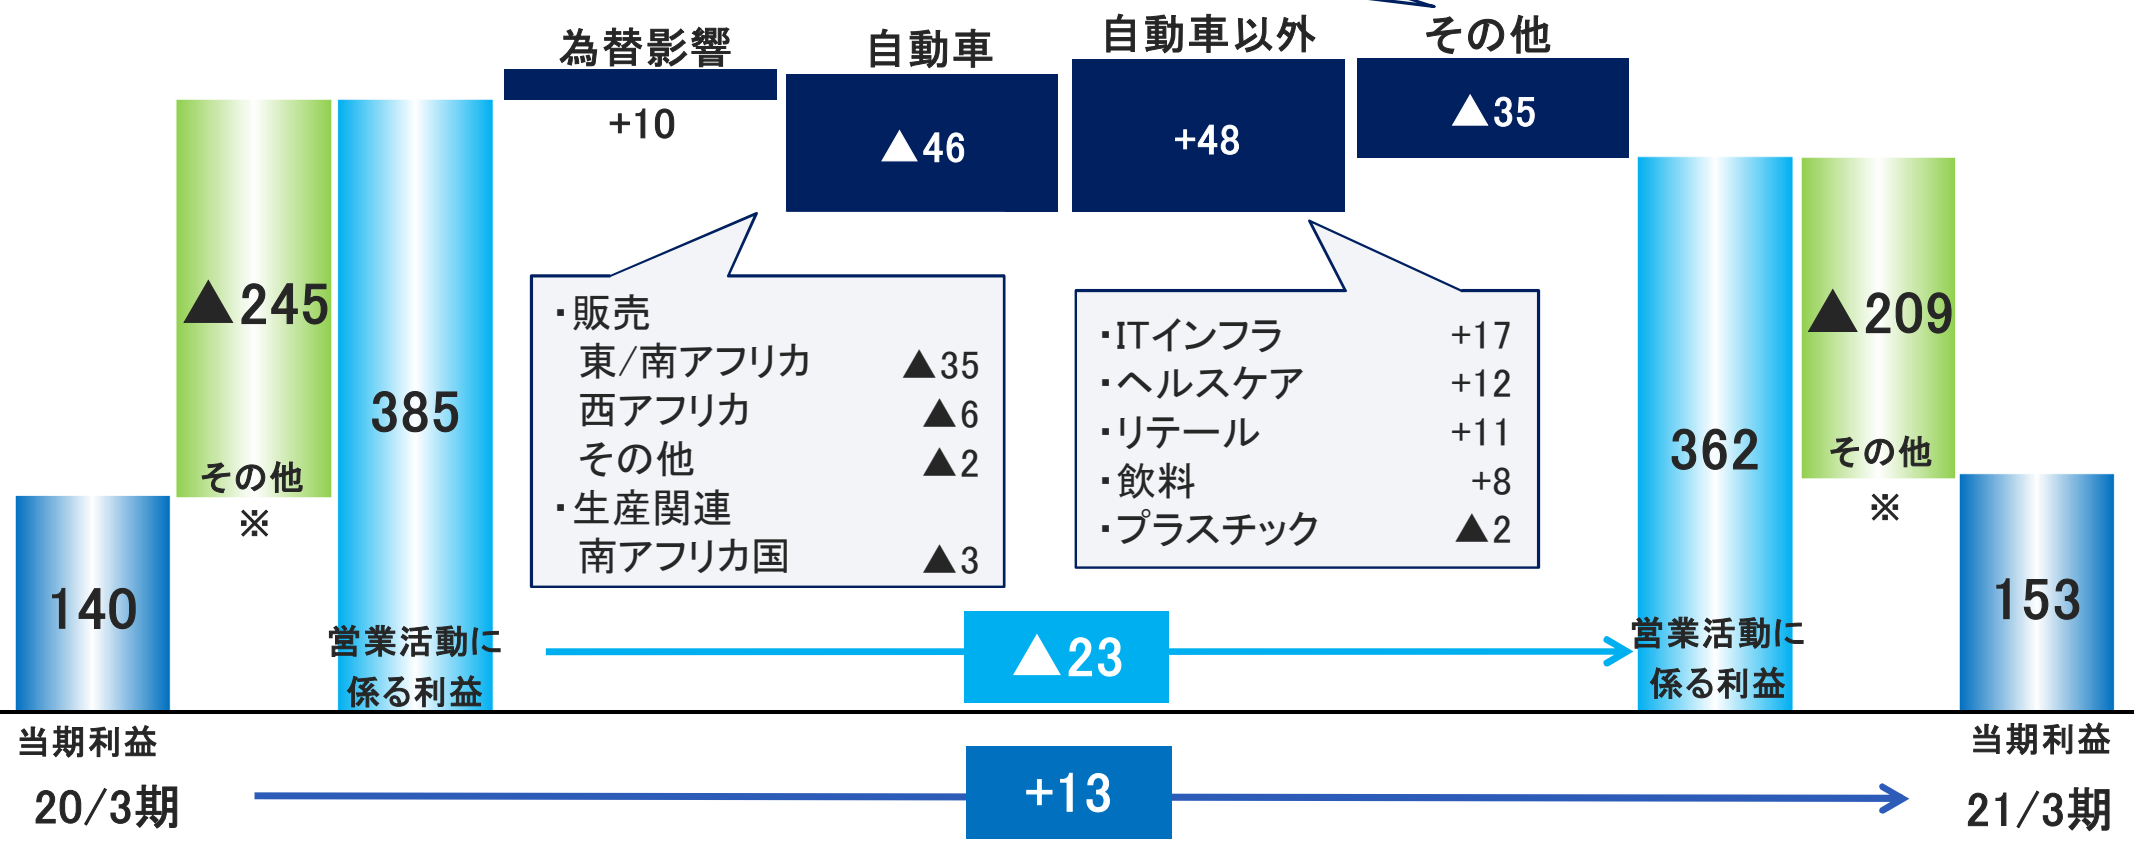 為替影響
+10
自動車
▲46
自動車以外
+48
その他
▲35
▲245
その他
※
385
営業活動に
係る利益
140
当期利益
20/3期
・販売
東/南アフリカ ▲35
西アフリカ ▲6
その他 ▲2
・生産関連
南アフリカ国 ▲3
・ITインフラ +17
・ヘルスケア +12
・リテール +11
・飲料 +8
・プラスチック ▲2
▲23
+13
362
営業活動に
係る利益
▲209
その他
※
153
当期利益
21/3期